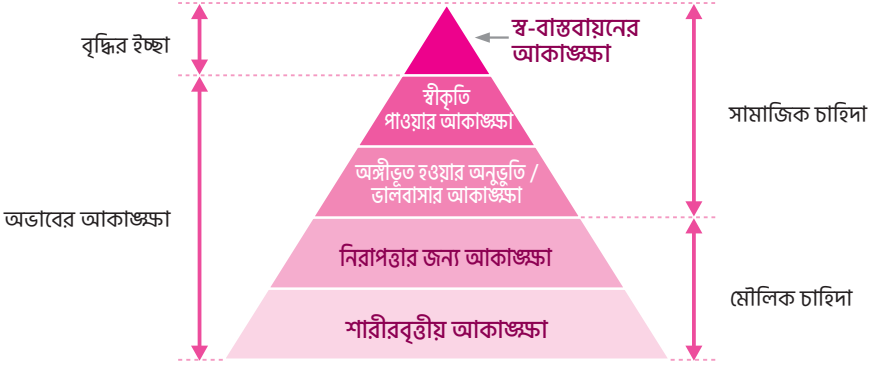 বৃদ্ধির ইচ্ছা
স্ব-বাস্তবায়নের
আকাঙ্ক্ষা
স্বীকৃতি
পাওয়ার আকাঙ্ক্ষা
সামাজিক চাহিদা
অঙ্গীভূত হওয়ার অনুভুতি /
ভালবাসার আকাঙ্ক্ষা
অভাবের আকাঙ্ক্ষা
নিরাপত্তার জন্য আকাঙ্ক্ষা
মৌলিক চাহিদা
শারীরবৃত্তীয় আকাঙ্ক্ষা